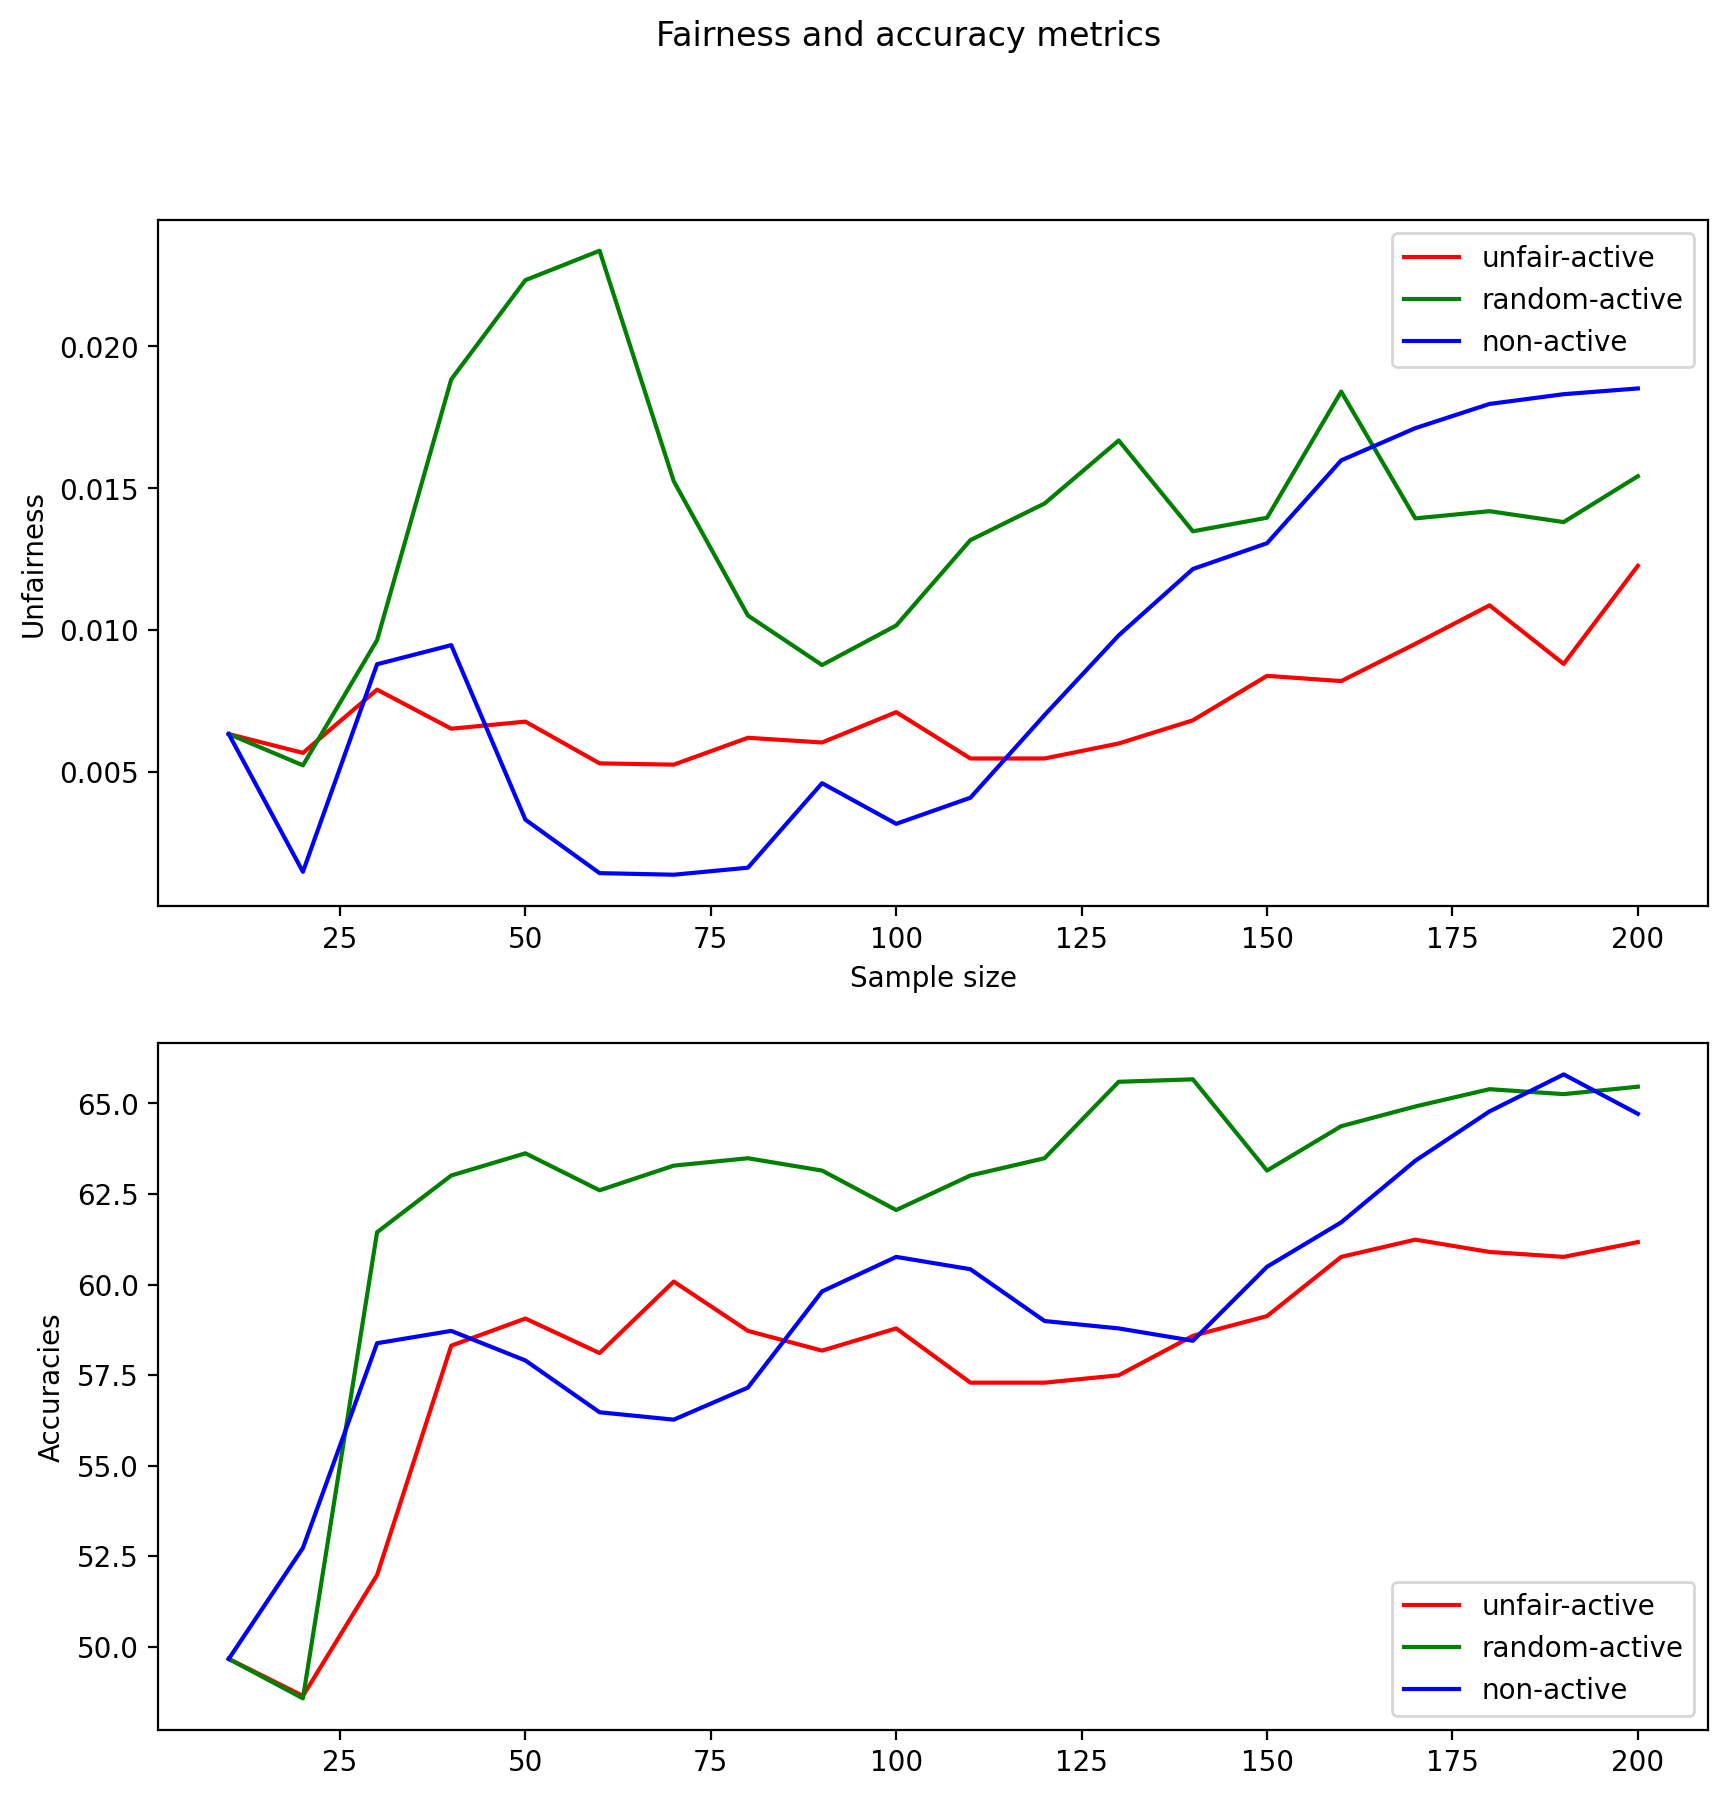 Fairness and accuracy metrics
unfair-active
random-active
non-active
0.020
0.015
0.010
0.005
Unfairness
25 50 75 100 125 150 175 200
Sample size
65.0
62.5
60.0
57.5
55.0
52.5
50.0
Accuracies
unfair-active
random-active
non-active
25 50 75 100 125 150 175 200